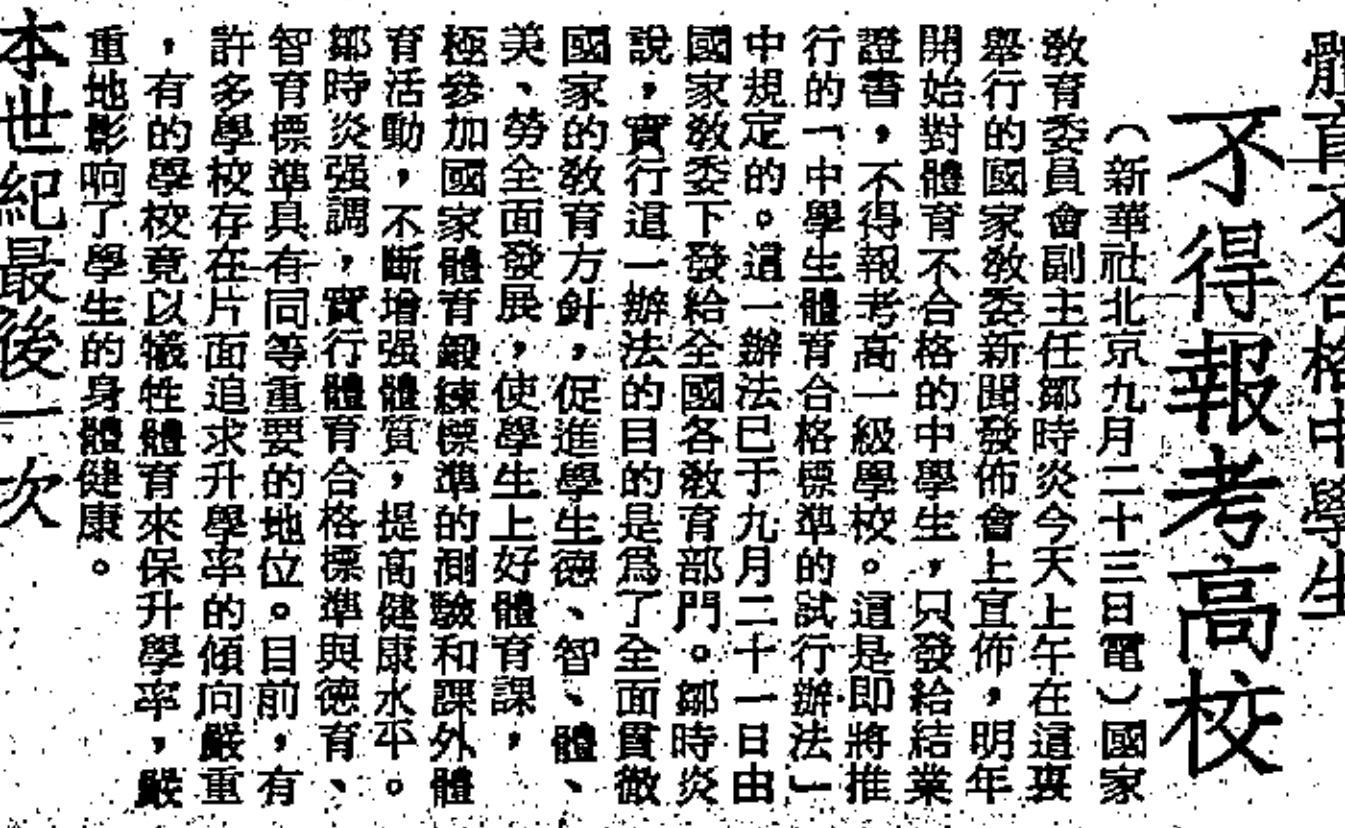 體育不合格中學生
不得報考高校
（新華社北京九月二十三日電）國家
教育委員會副主任鄒時炎今天上午在這裏
舉行的國家教委新聞發佈會上宣佈，明年
開始對體育不合格的中學生，只發給結業
證書，不得報考高一級學校。這是即將推
行的「中學生體育合格標準的試行辦法」
中規定的。這一辦法已于九月二十一日由
國家教委下發給全國各教育部門。鄒時炎
說，實行這一辦法的目的是爲了全面貫徹
國家的教育方針，促進學生德、智、體、
美、勞全面發展，使學生上好體育課，
極參加國家體育鍛練標準的測驗和課外體
育活動，不斷增强體質，提高健康水平。
鄒時炎强調，實行體育合格標準與德育、
智育標準具有同等重要的地位。目前，有
許多學校存在片面追求升學率的傾向嚴重
，有的學校竟以犧牲體育來保升學率，嚴
重地影响了學生的身體健康。
本世紀最後一次